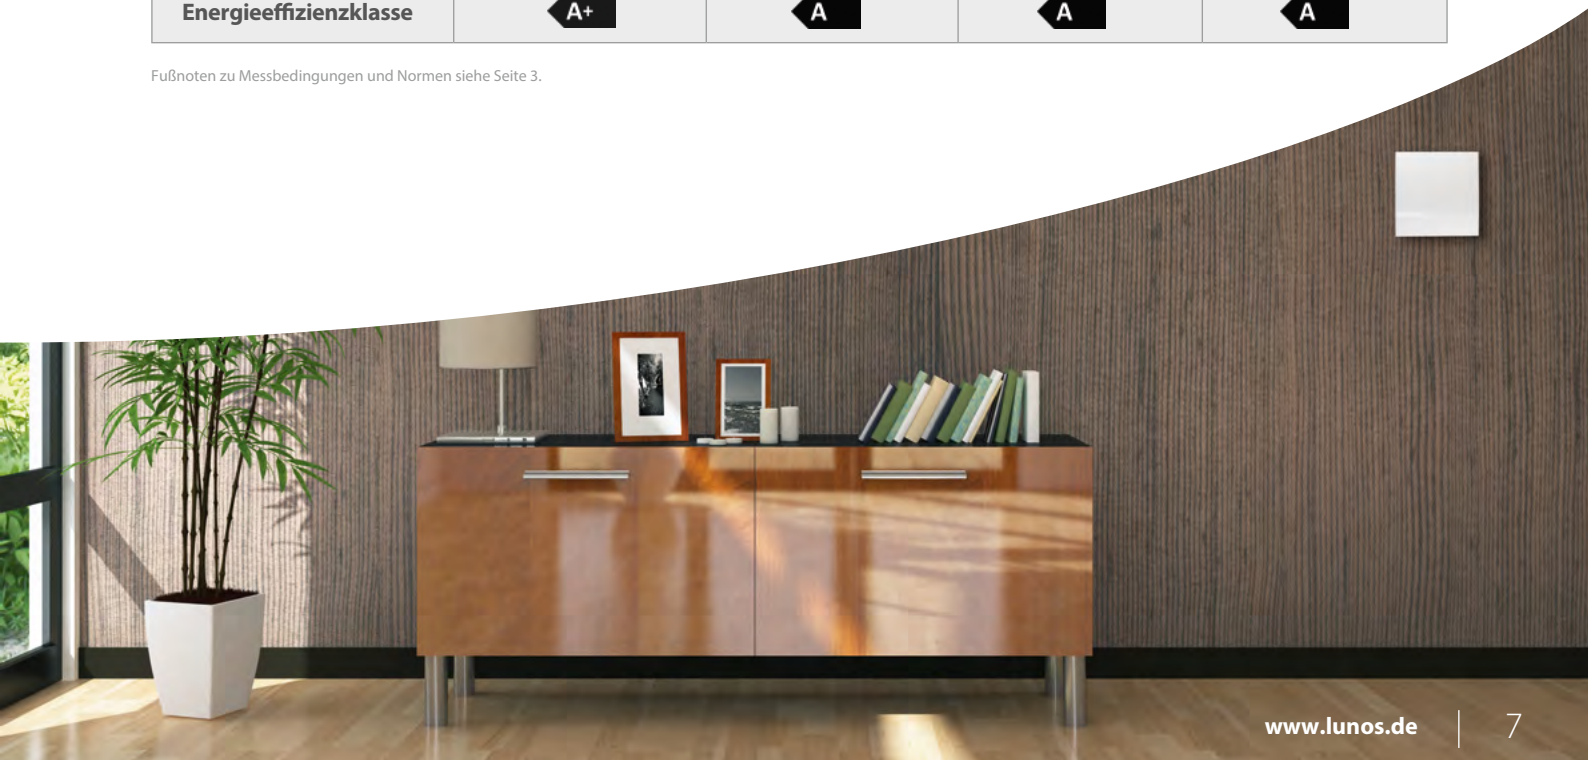 Energieeffizienzklasse A+ A A A
Fußnoten zu Messbedingungen und Normen siehe Seite 3.
www.lunos.de 7